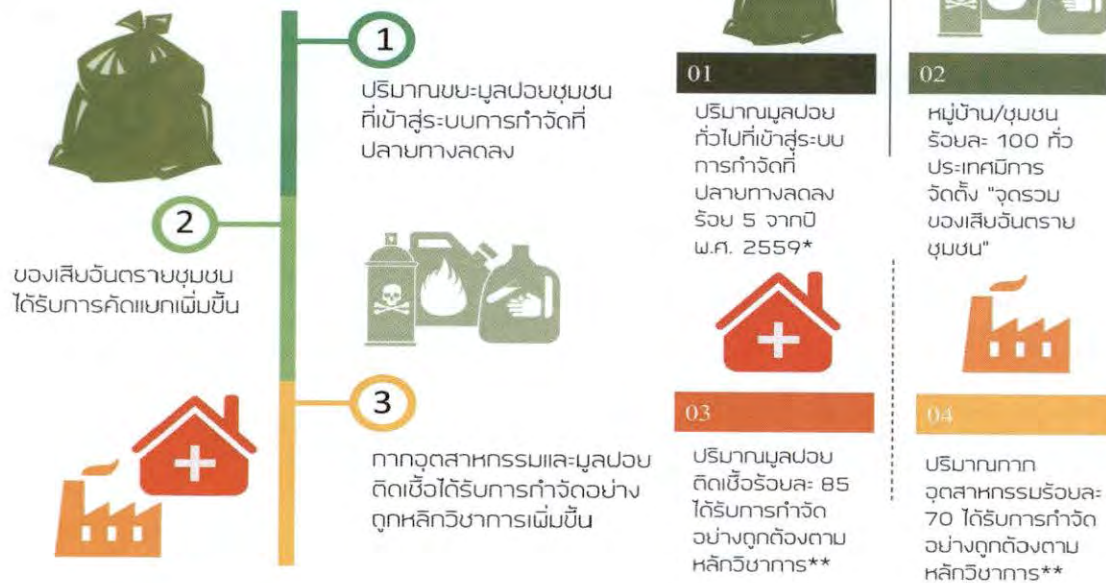 1
ปริมาณขยะมูลฝอยชุมชน
ที่เข้าสู่ระบบการกำจัดที่
ปลายทางลดลง
2
ของเสียอันตรายชุมชน
ได้รับการคัดแยกเพิ่มขึ้น
3
กากอุตสาหกรรมและมูลฝอย
ติดเชื้อได้รับการกำจัดอย่าง
ถูกหลักวิชาการเพิ่มขึ้น
01
ปริมาณมูลฝอย
ทั่วไปที่เข้าสู่ระบบ
การกำจัดที่
ปลายทางลดลง
ร้อย 5 จากปี
พ.ศ. 2559*
02
หมู่บ้าน/ชุมชน
ร้อยละ 100 ทั่ว
ประเทศมีการ
จัดตั้ง "จุดรวม
ของเสียอันตราย
ชุมชน"
03
ปริมาณมูลฝอย
ติดเชื้อร้อยละ 85
ได้รับการกำจัด
อย่างถูกต้องตาม
หลักวิชาการ**
04
ปริมาณกาก
อุตสาหกรรมร้อยละ
70 ได้รับการกำจัด
อย่างถูกต้องตาม
หลักวิชาการ**